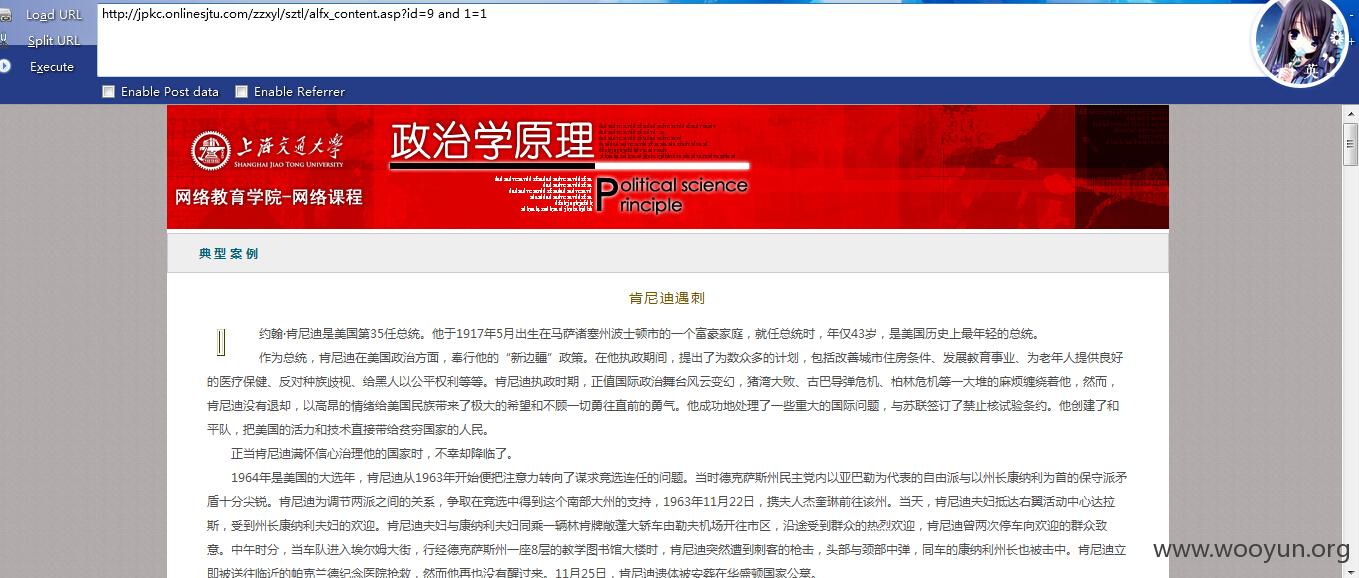 Load URL
http://jpkc.onlinesjtu.com/zzxyl/sztl/alfx_content.asp?id=9 and 1=1
Split URL
Execute
英
Enable Post data Enable Referrer
上海交通大学
SHANGHAI JIAO TONG UNIVERSITY
网络教育学院-网络课程
政治学原理
Political science
Principle
典型案例
肯尼迪遇刺
约翰·肯尼迪是美国第35任总统。他于1917年5月出生在马萨诸塞州波士顿市的一个富豪家庭，就任总统时，年仅43岁，是美国历史上最年轻的总统。
作为总统，肯尼迪在美国政治方面，奉行他的“新边疆”政策。在他执政期间，提出了为数众多的计划，包括改善城市住房条件、发展教育事业、为老年人提供良好
的医疗保健、反对种族歧视、给黑人以公平权利等等。肯尼迪执政时期，正值国际政治舞台风云变幻，猪湾大败、古巴导弹危机、柏林危机等一大堆的麻烦缠绕着他，然而，
肯尼迪没有退却，以高昂的情绪给美国民族带来了极大的希望和不顾一切勇往直前的勇气。他成功地处理了一些重大的国际问题，与苏联签订了禁止核试验条约。他创建了和
平队，把美国的活力和技术直接带给贫穷国家的人民。
正当肯尼迪满怀信心治理他的国家时，不幸却降临了。
1964年是美国的大选年，肯尼迪从1963年开始便把注意力转向了谋求竞选连任的问题。当时德克萨斯州民主党内以亚巴勒为代表的自由派与以州长康纳利为首的保守派矛
盾十分尖锐。肯尼迪为调节两派之间的关系，争取在竞选中得到这个南部大州的支持，1963年11月22日，携夫人杰奎琳前往该州。当天，肯尼迪夫妇抵达右翼活动中心达拉
斯，受到州长康纳利夫妇的欢迎。肯尼迪夫妇与康纳利夫妇同乘一辆林肯牌敞蓬大轿车由勒夫机场开往市区，沿途受到群众的热烈欢迎，肯尼迪曾两次停车向欢迎的群众致
意。中午时分，当车队进入埃尔姆大街，行经德克萨斯州一座8层的教学图书馆大楼时，肯尼迪突然遭到刺客的枪击，头部与颈部中弹，同车的康纳利州长也被击中。肯尼迪立
即被送往临近的帕克兰德纪念医院抢救，然而他再也没有醒过来。11月25日，肯尼迪遗体被安葬在华盛顿国家公墓。
www.wooyun.org